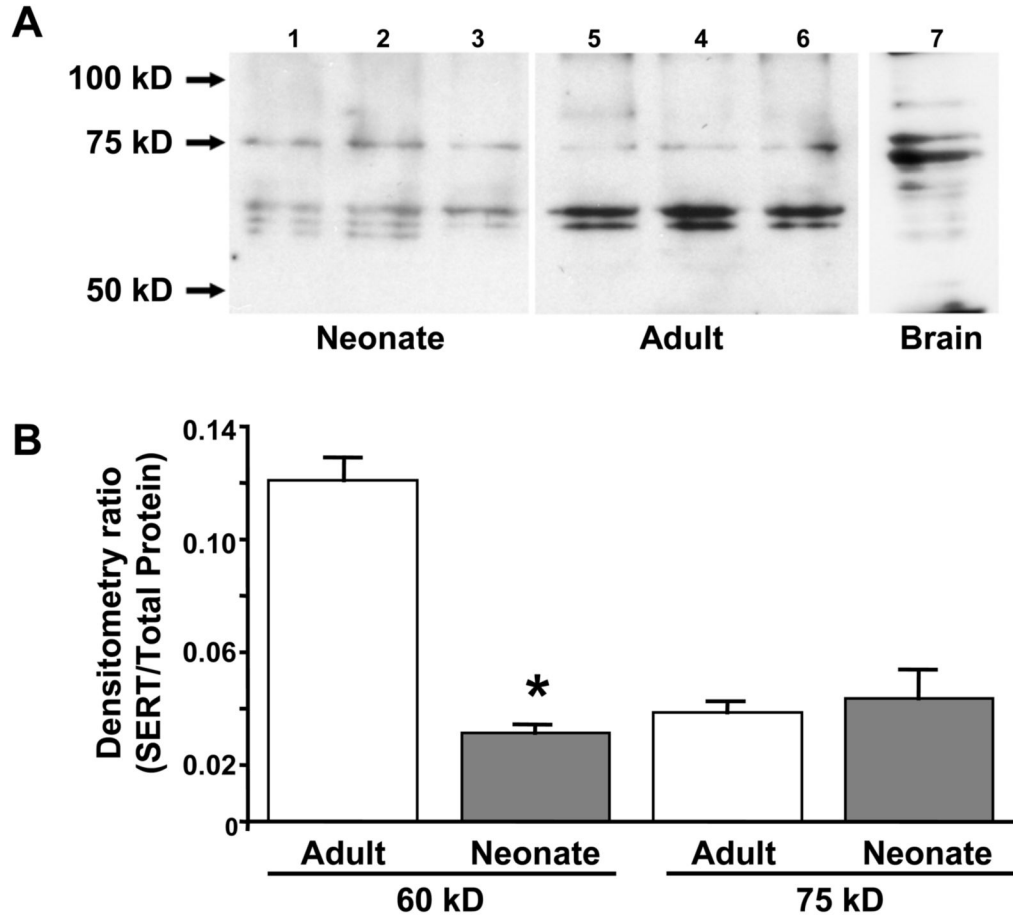 A
1 2 3 5 4 6 7
100 kD
75 kD
50 kD
Neonate Adult Brain
B
Densitometry ratio
(SERT/Total Protein)
0.14
0.10
0.06
0.02
0
*
Adult Neonate Adult Neonate
60 kD 75 kD